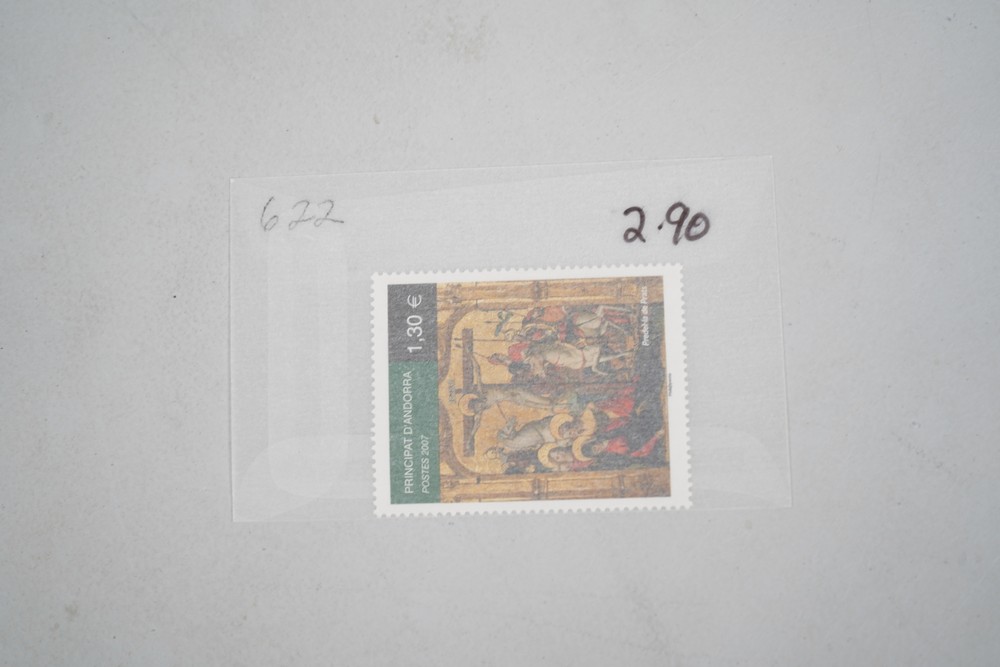 622
2.90
1,30 €
PRINCIPAT D'ANDORRA
POSTES 2007